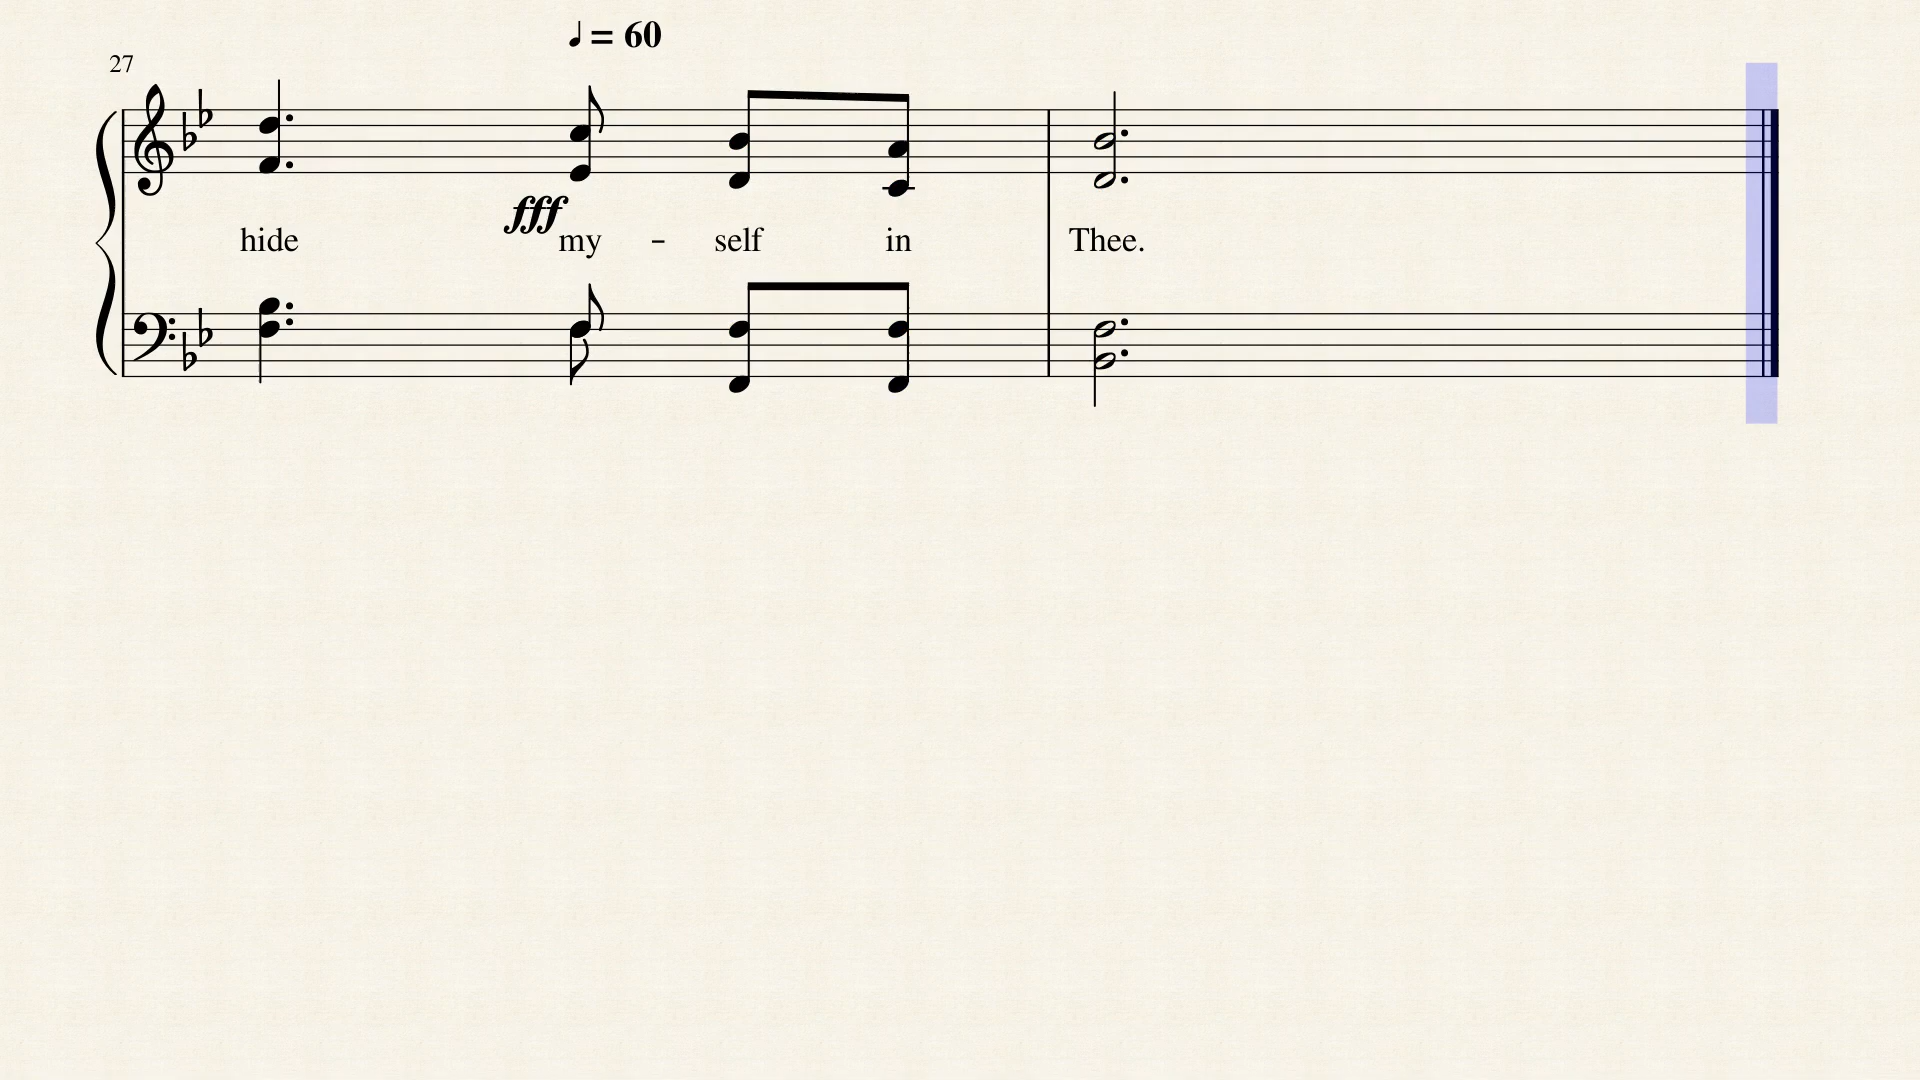 ♩ = 60
27
fff
hide my - self in Thee.